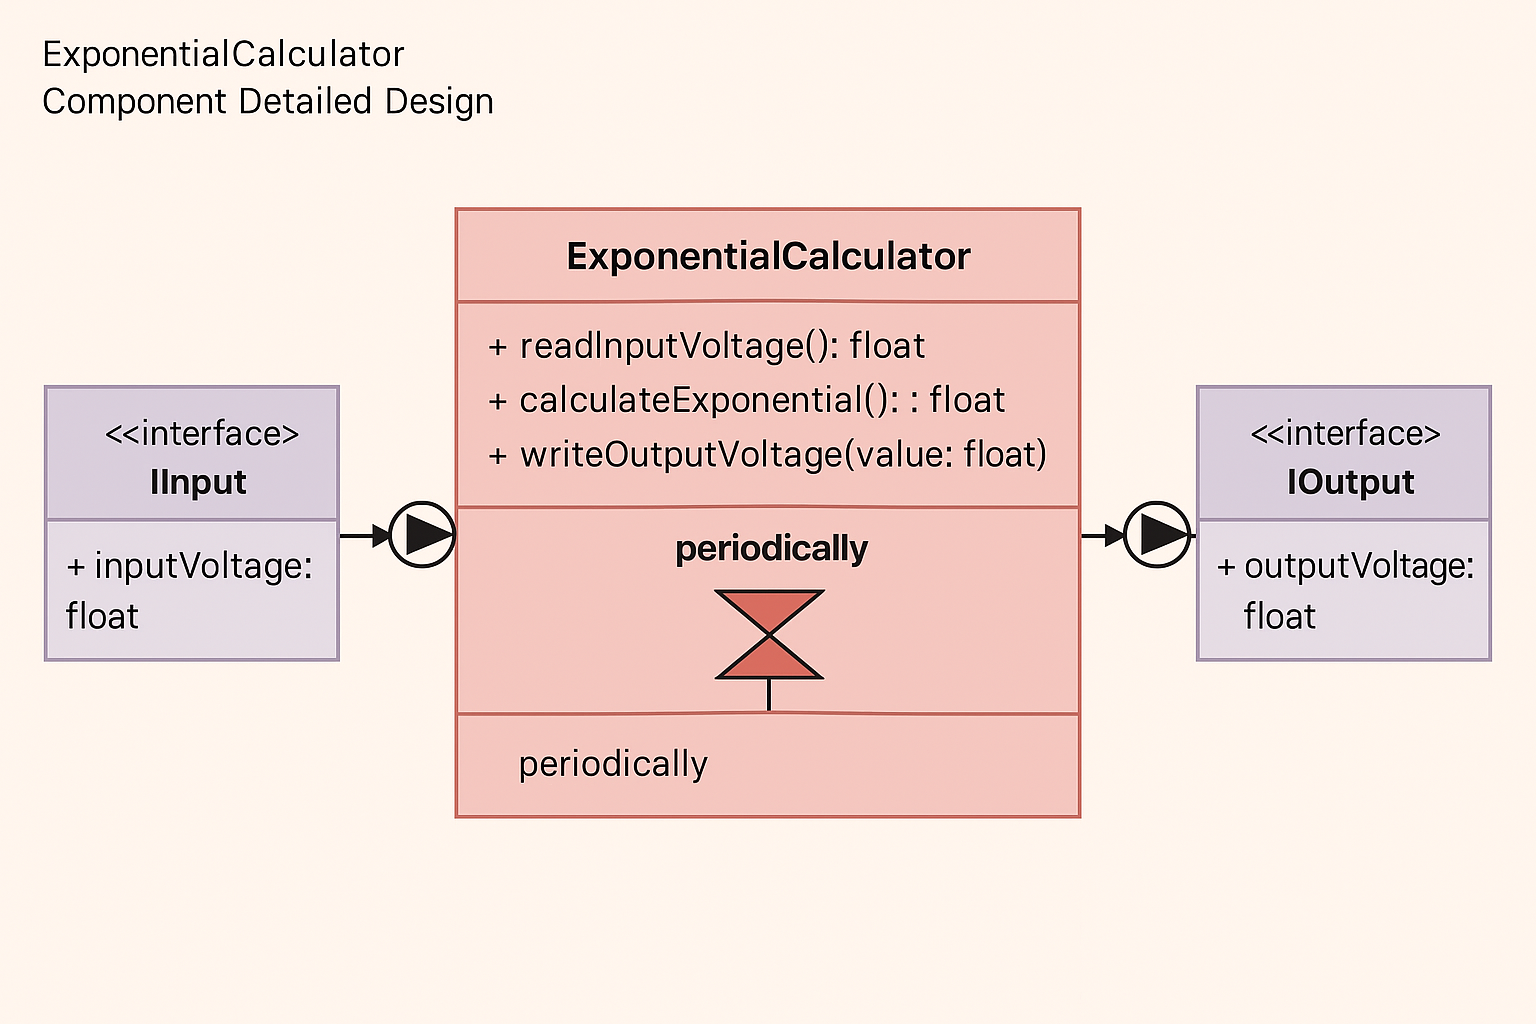 ExponentialCalculator
Component Detailed Design
ExponentialCalculator
+ readInputVoltage(): float
+ calculateExponential(): : float
+ writeOutputVoltage(value: float)
<<interface>
IInput
+ inputVoltage:
float
periodically
periodically
<<interface>
IOutput
+ outputVoltage:
float